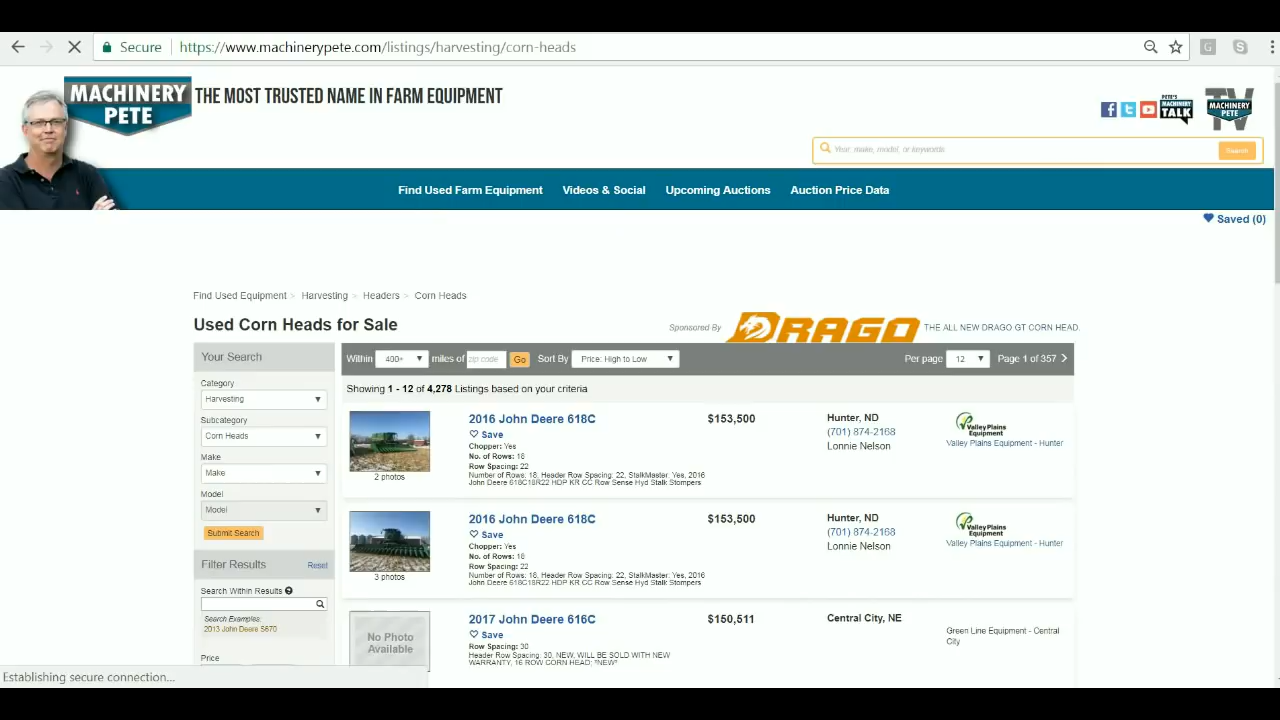 Secure
https://www.machinerypete.com/listings/harvesting/corn-heads
MACHINERY PETE
THE MOST TRUSTED NAME IN FARM EQUIPMENT
PETE'S MACHINERY TALK
MACHINERY PETE TV
Year, make, model, or keywords
Search
Find Used Farm Equipment Videos & Social Upcoming Auctions Auction Price Data
Saved (0)
Find Used Equipment > Harvesting > Headers > Corn Heads
Used Corn Heads for Sale
Sponsored By DRAGO THE ALL NEW DRAGO GT CORN HEAD.
Your Search
Category
Harvesting
Subcategory
Corn Heads
Make
Make
Model
Model
Submit Search
Filter Results Reset
Search Within Results
Search Examples:
2013 John Deere S670
Price
Within 400+ miles of zip code Go Sort By Price: High to Low Per page 12 Page 1 of 357
Showing 1 - 12 of 4,278 Listings based on your criteria
2 photos
2016 John Deere 618C
Save
Chopper: Yes
No. of Rows: 18
Row Spacing: 22
Number of Rows: 18, Header Row Spacing: 22, StalkMaster: Yes, 2016
John Deere 618C18R22 HDP KR CC Row Sense Hyd Stalk Stompers
$153,500
Hunter, ND
(701) 874-2168
Lonnie Nelson
Valley Plains Equipment
Valley Plains Equipment - Hunter
3 photos
2016 John Deere 618C
Save
Chopper: Yes
No. of Rows: 18
Row Spacing: 22
Number of Rows: 18, Header Row Spacing: 22, StalkMaster: Yes, 2016
John Deere 618C18R22 HDP KR CC Row Sense Hyd Stalk Stompers
$153,500
Hunter, ND
(701) 874-2168
Lonnie Nelson
Valley Plains Equipment
Valley Plains Equipment - Hunter
No Photo
Available
2017 John Deere 616C
Save
Row Spacing: 30
Header Row Spacing: 30, NEW, WILL BE SOLD WITH NEW
WARRANTY, 16 ROW CORN HEAD; *NEW*
$150,511
Central City, NE
Green Line Equipment - Central
City
Establishing secure connection...